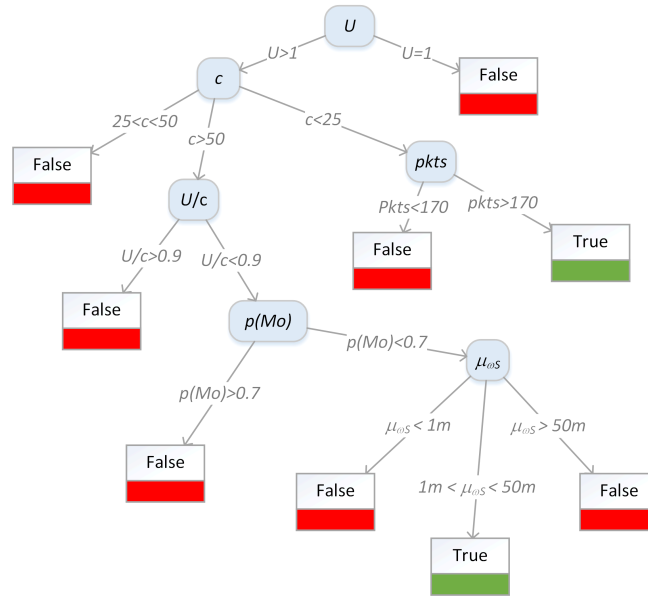 U
U>1
U=1
c
False
25<c<50
c>50
c<25
False
pkts
U/c
Pkts<170
pkts>170
False
True
U/c>0.9
U/c<0.9
False
p(Mo)
p(Mo)<0.7
μωS
p(Mo)>0.7
μωS < 1m
μωS > 50m
False
1m < μωS < 50m
False
False
True